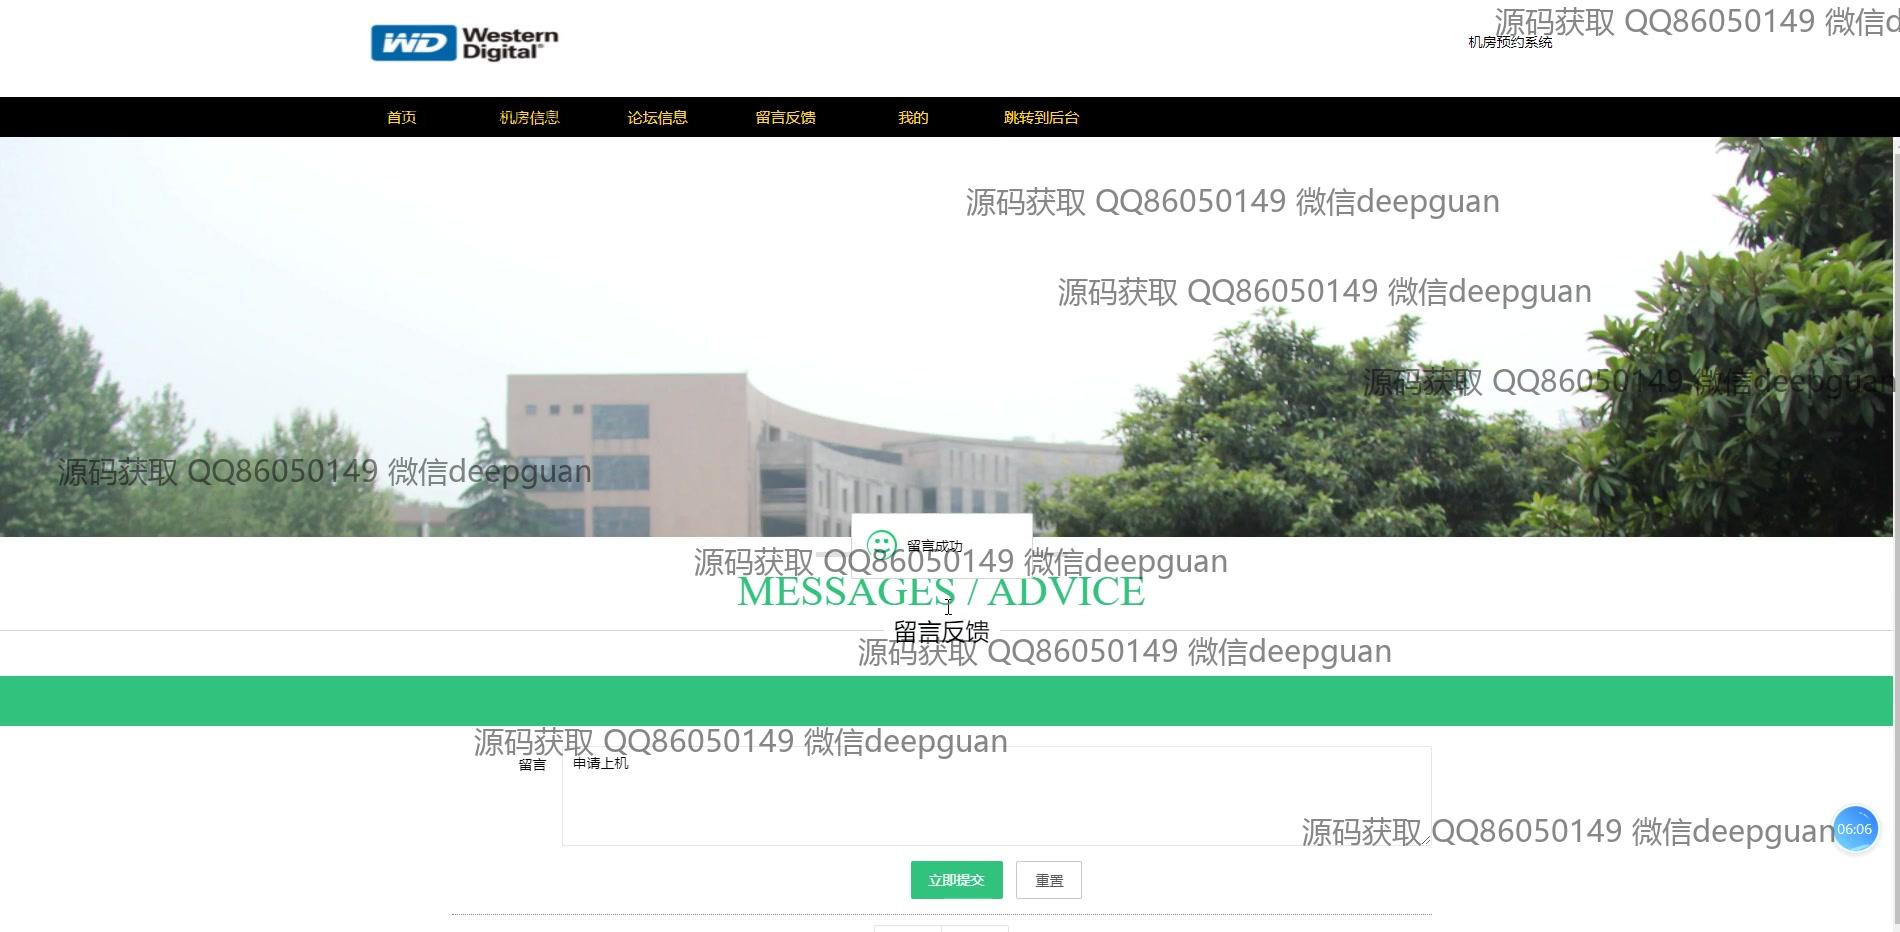 WD Western Digital®
源码获取 QQ86050149 微信d
机房预约系统
首页 机房信息 论坛信息 留言反馈 我的 跳转到后台
源码获取 QQ86050149 微信deepguan
源码获取 QQ86050149 微信deepguan
源码获取 QQ86050149 微信deepguan
源码获取 QQ86050149 微信deepguan
留言成功
源码获取 QQ86050149 微信deepguan
MESSAGES / ADVICE
留言反馈
源码获取 QQ86050149 微信deepguan
源码获取 QQ86050149 微信deepguan
留言 申请上机
源码获取 QQ86050149 微信deepguan
06:06
立即提交 重置